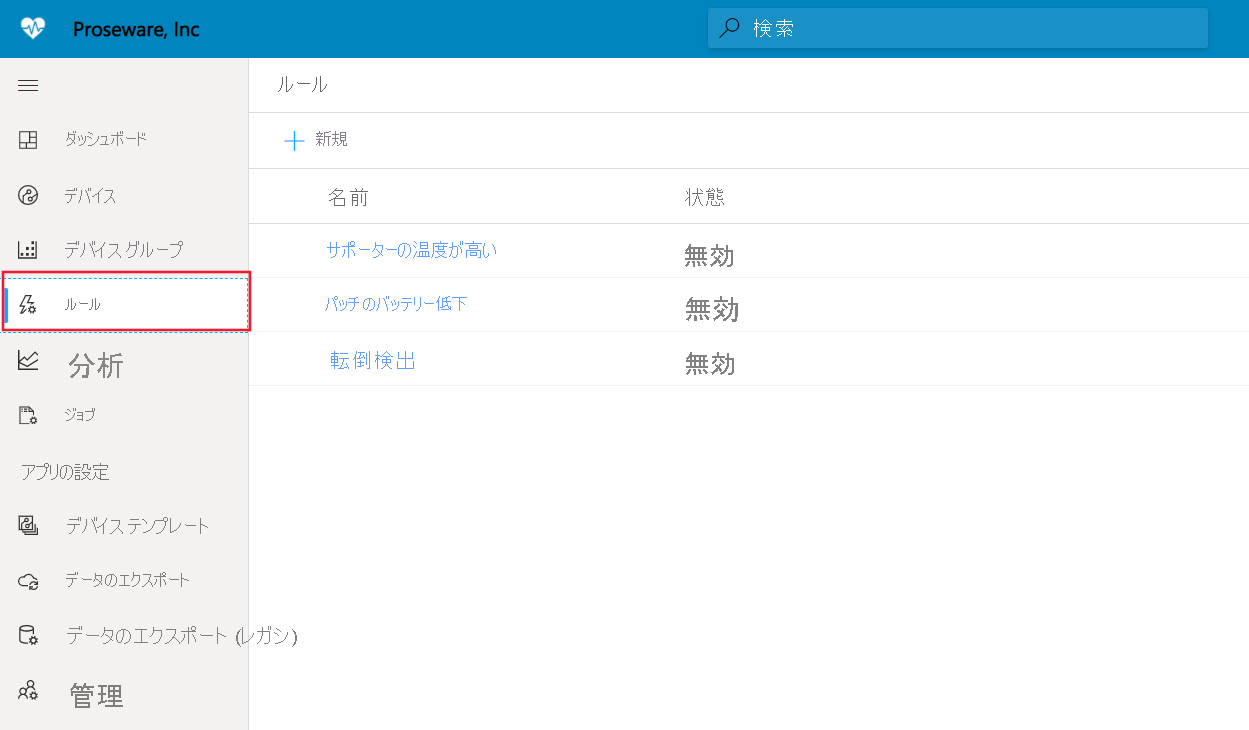 Proseware, Inc
検索
ダッシュボード
デバイス
デバイス グループ
ルール
分析
ジョブ
アプリの設定
デバイス テンプレート
データのエクスポート
データのエクスポート (レガシ)
管理
ルール
新規
名前 状態
サポーターの温度が高い 無効
パッチのバッテリー低下 無効
転倒検出 無効